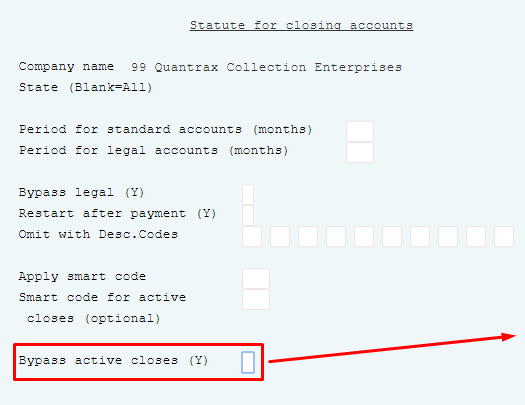 Statute for closing accounts
Company name 99 Quantrax Collection Enterprises
State (Blank=All)
Period for standard accounts (months)
Period for legal accounts (months)
Bypass legal (Y)
Restart after payment (Y)
Omit with Desc.Codes
Apply smart code
Smart code for active
closes (optional)
Bypass active closes (Y)